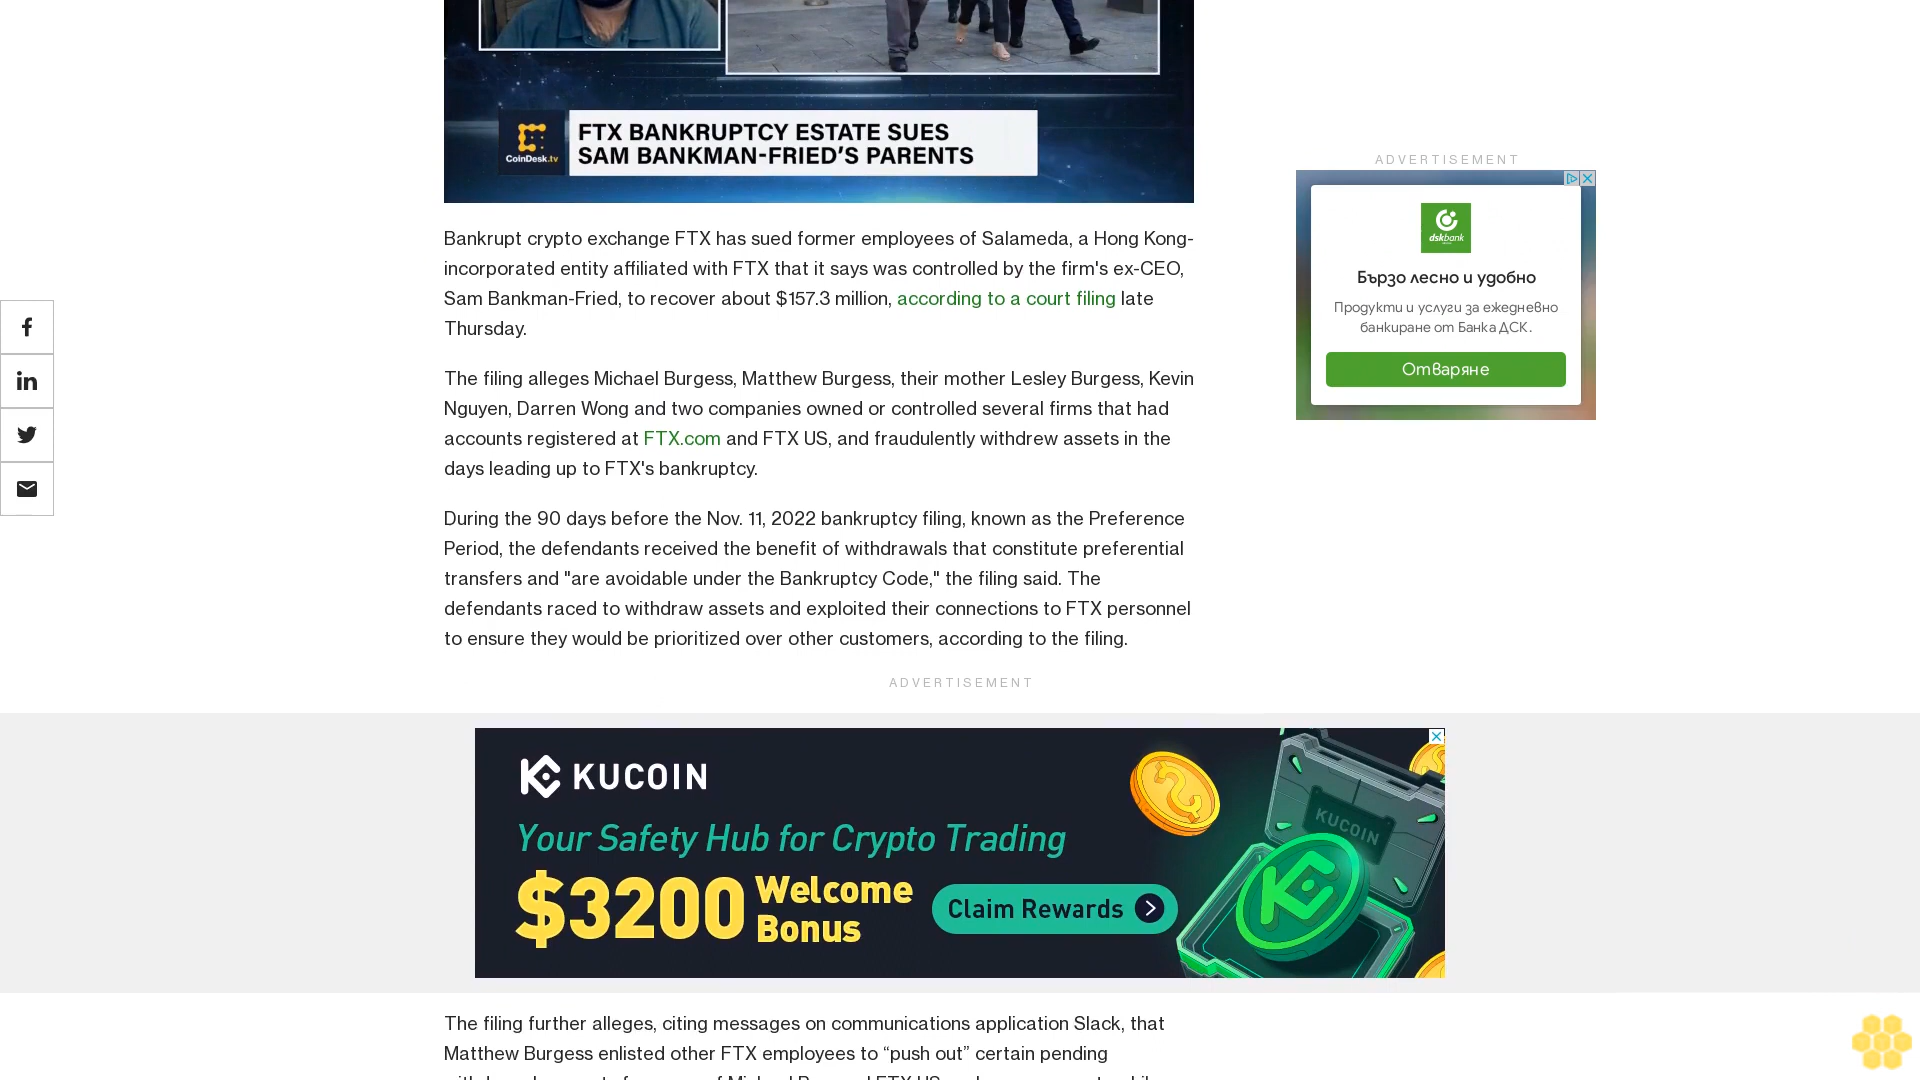 FTX BANKRUPTCY ESTATE SUES
SAM BANKMAN-FRIED'S PARENTS
CoinDesk.tv
Bankrupt crypto exchange FTX has sued former employees of Salameda, a Hong Kong-
incorporated entity affiliated with FTX that it says was controlled by the firm's ex-CEO,
Sam Bankman-Fried, to recover about $157.3 million, according to a court filing late
Thursday.
The filing alleges Michael Burgess, Matthew Burgess, their mother Lesley Burgess, Kevin
Nguyen, Darren Wong and two companies owned or controlled several firms that had
accounts registered at FTX.com and FTX US, and fraudulently withdrew assets in the
days leading up to FTX's bankruptcy.
During the 90 days before the Nov. 11, 2022 bankruptcy filing, known as the Preference
Period, the defendants received the benefit of withdrawals that constitute preferential
transfers and "are avoidable under the Bankruptcy Code," the filing said. The
defendants raced to withdraw assets and exploited their connections to FTX personnel
to ensure they would be prioritized over other customers, according to the filing.
ADVERTISEMENT
dskbank
Бързо лесно и удобно
Продукти и услуги за ежедневно
банкиране от Банка ДСК.
Отваряне
ADVERTISEMENT
KUCOIN
Your Safety Hub for Crypto Trading
$3200 Welcome
Bonus
Claim Rewards
KUCOIN
The filing further alleges, citing messages on communications application Slack, that
Matthew Burgess enlisted other FTX employees to “push out” certain pending